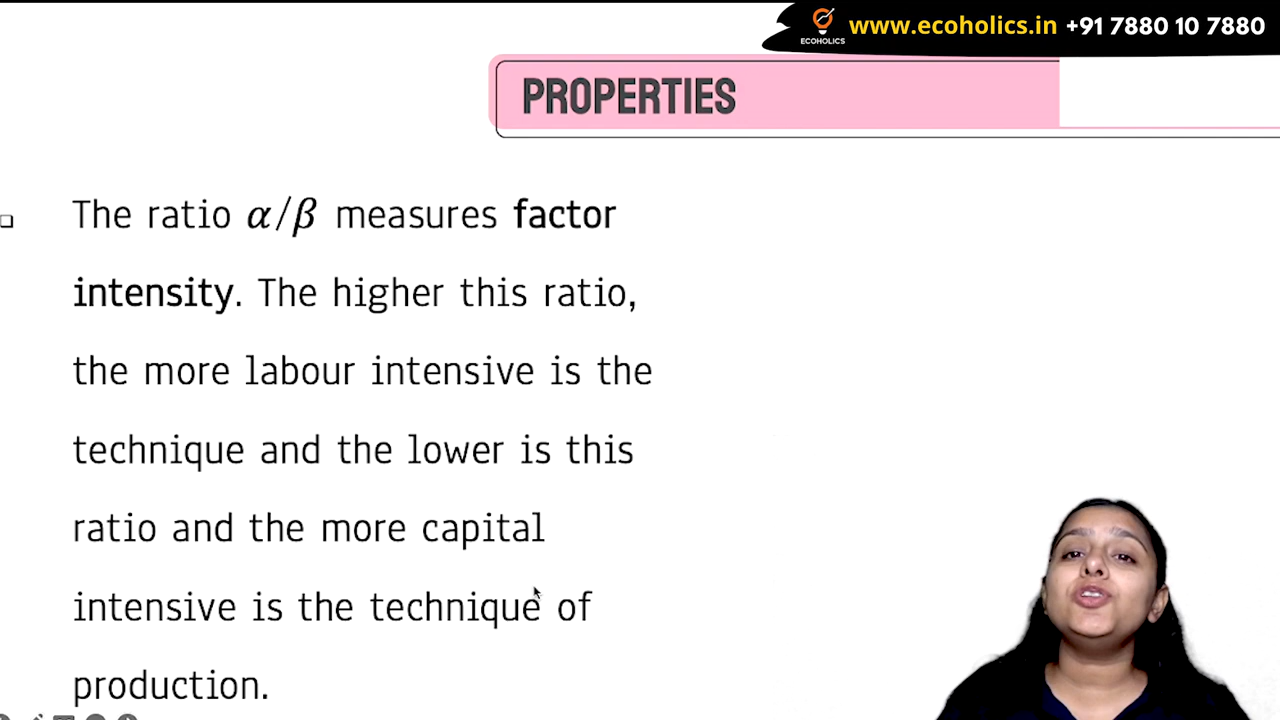 www.ecoholics.in +91 7880 10 7880
ECOHOLICS
PROPERTIES
The ratio α/β measures factor
intensity. The higher this ratio,
the more labour intensive is the
technique and the lower is this
ratio and the more capital
intensive is the technique of
production.